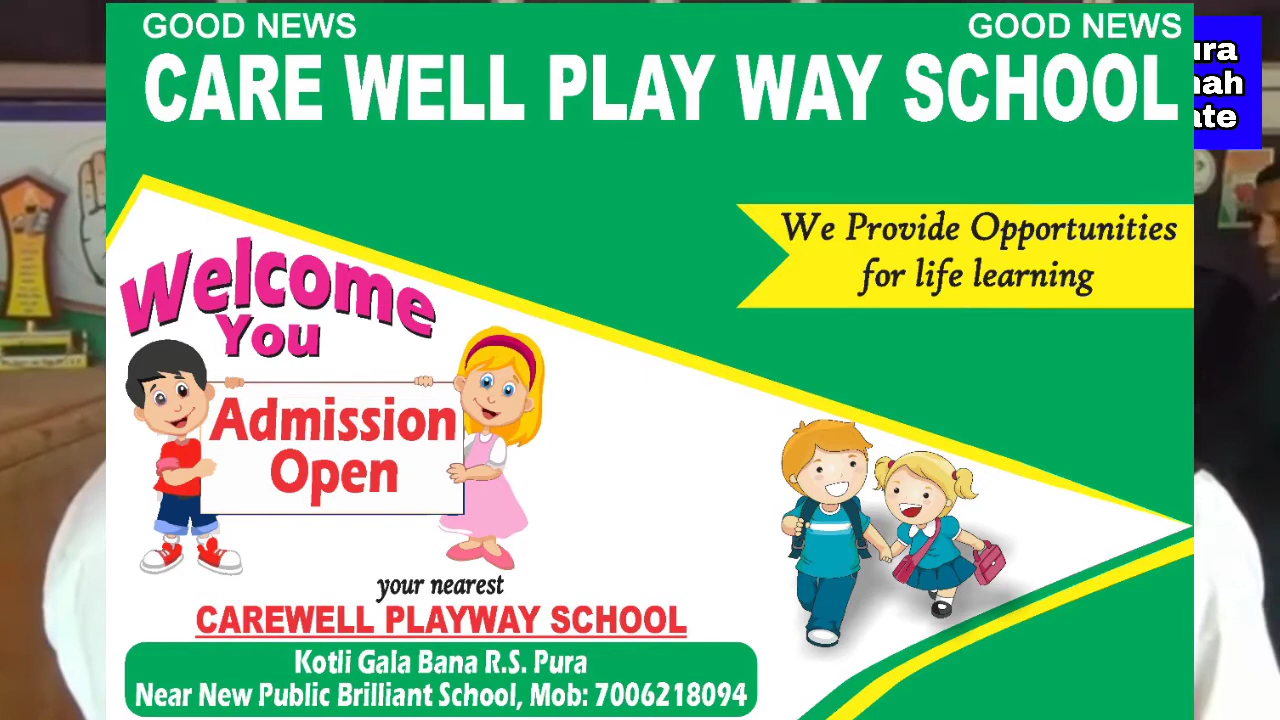 GOOD NEWS
GOOD NEWS
CARE WELL PLAY WAY SCHOOL
We Provide Opportunities
for life learning
Welcome
You
Admission
Open
your nearest
CAREWELL PLAYWAY SCHOOL
Kotli Gala Bana R.S. Pura
Near New Public Brilliant School, Mob: 7006218094